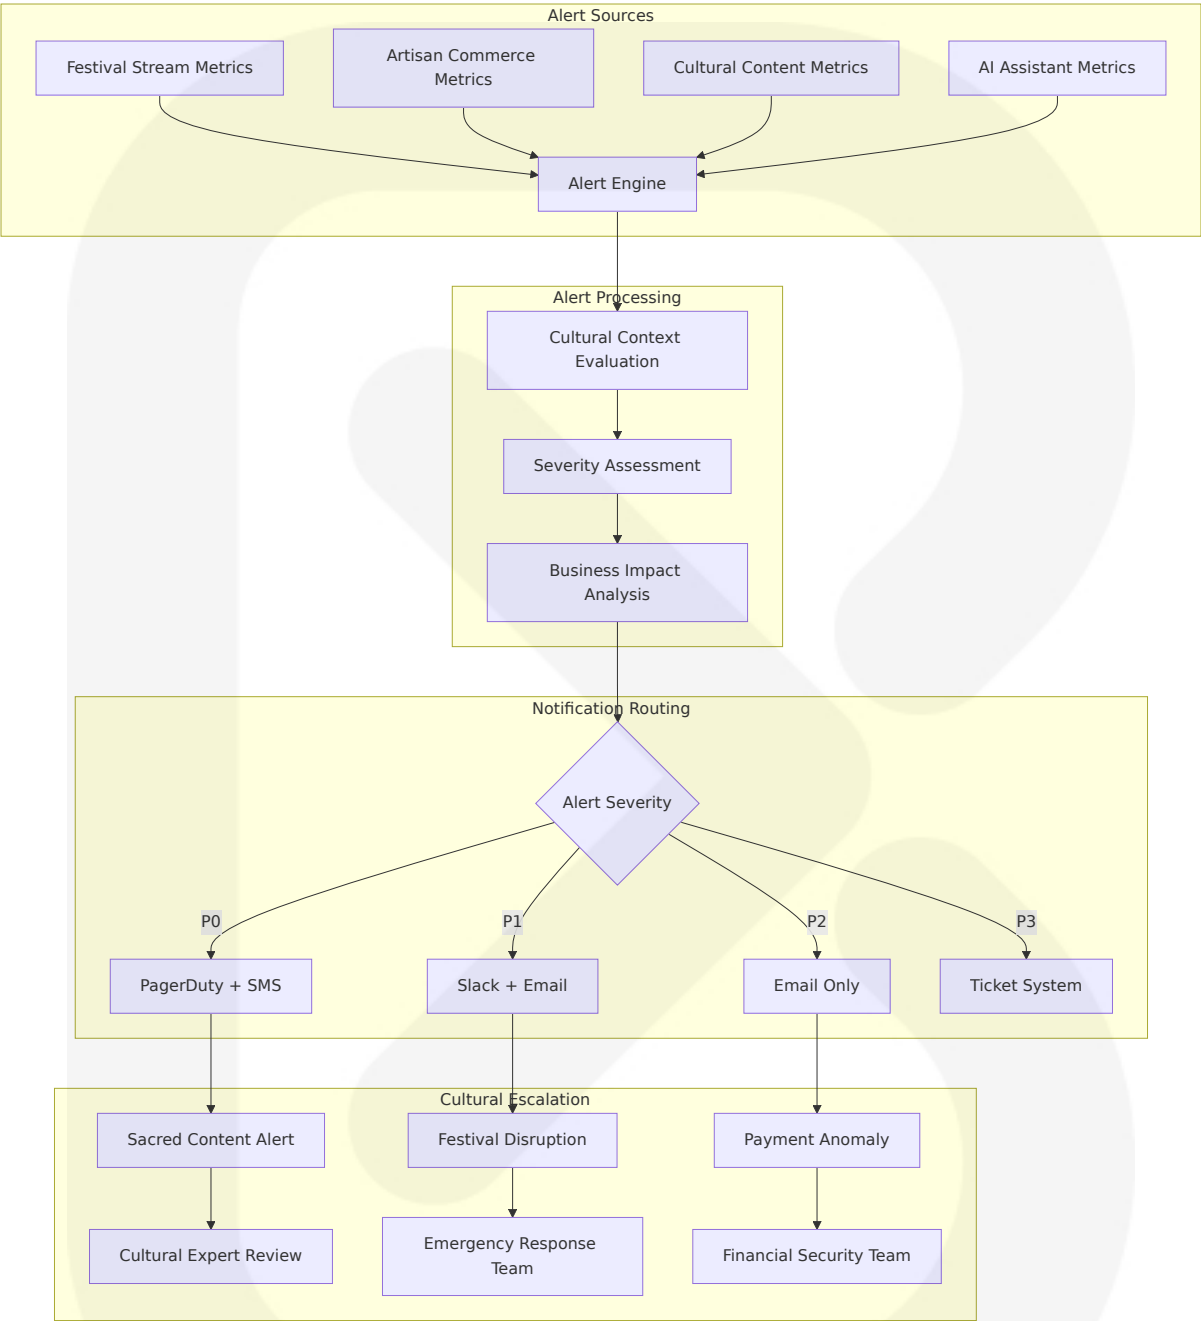 Alert Sources
Festival Stream Metrics
Artisan Commerce
Metrics
Cultural Content Metrics
AI Assistant Metrics
Alert Engine
Alert Processing
Cultural Context
Evaluation
Severity Assessment
Business Impact
Analysis
Notification Routing
Alert Severity
P0
P1
P2
P3
PagerDuty + SMS
Slack + Email
Email Only
Ticket System
Cultural Escalation
Sacred Content Alert
Festival Disruption
Payment Anomaly
Cultural Expert Review
Emergency Response
Team
Financial Security Team